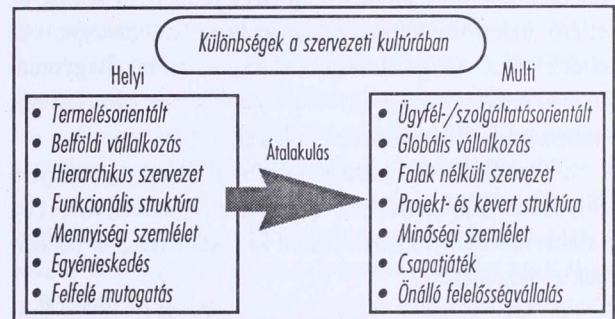 Különbségek a szervezeti kultúrában
Helyi
• Termelésorientált
• Belföldi vállalkozás
• Hierarchikus szervezet
• Funkcionális struktúra
• Mennyiségi szemlélet
• Egyénieskedés
• Felfelé mutogatás
Átalakulás
Multi
• Ügyfél-/szolgáltatásorientált
• Globális vállalkozás
• Falak nélküli szervezet
• Projekt- és kevert struktúra
• Minőségi szemlélet
• Csapatjáték
• Önálló felelősségvállalás